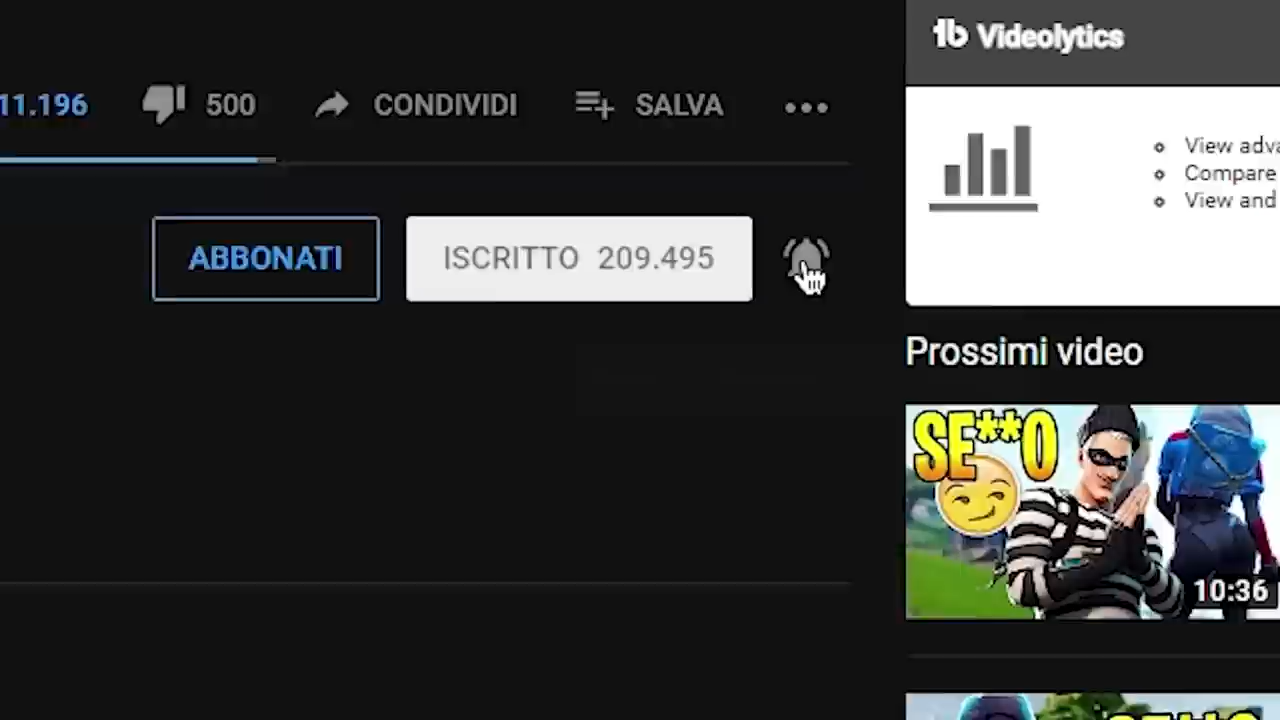 11.196 500 CONDIVIDI SALVA
ABBONATI ISCRITTO 209.495
tb Videolytics
View adva
Compare
View and
Prossimi video
SE**O
10:36